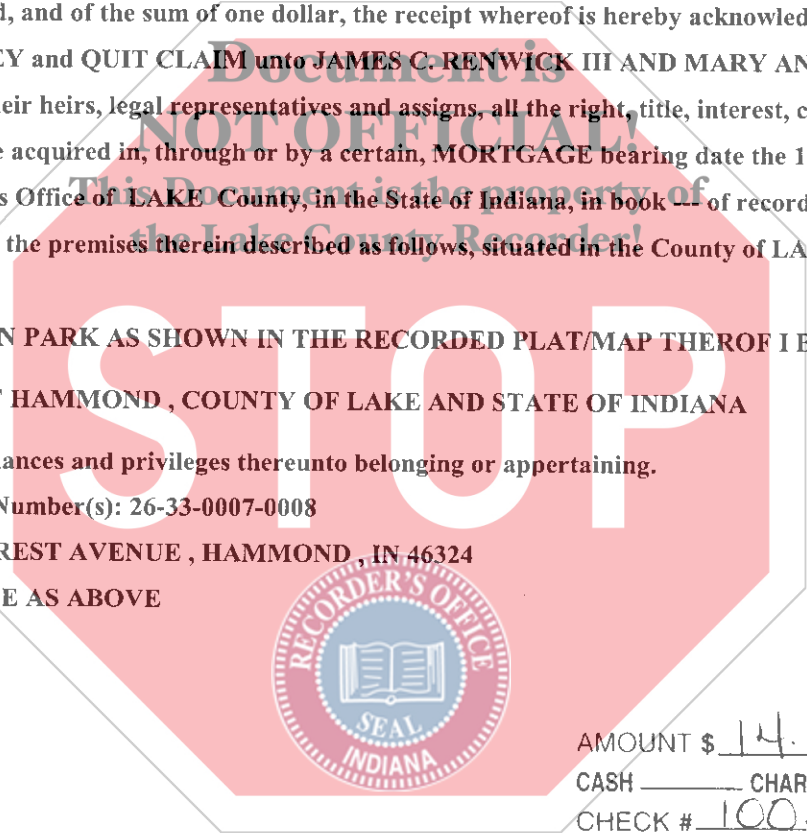 d, and of the sum of one dollar, the receipt whereof is hereby acknowled
EY and QUIT CLAIM unto JAMES C. RENWICK III AND MARY AN
Document is
eir heirs, legal representatives and assigns, all the right, title, interest, c
NOT OFFICIAL!
e acquired in, through or by a certain, MORTGAGE bearing date the 1
This Document is the property of
s Office of LAKE County, in the State of Indiana, in book --- of record
the Lake County Recorder!
the premises therein described as follows, situated in the County of LA
N PARK AS SHOWN IN THE RECORDED PLAT/MAP THEROF I
STOP
HAMMOND , COUNTY OF LAKE AND STATE OF INDIANA
ances and privileges thereunto belonging or appertaining.
Number(s): 26-33-0007-0008
REST AVENUE , HAMMOND , IN 46324
E AS ABOVE
RECORDER'S OFFICE
SEAL
INDIANA
AMOUNT $ 14.
CASH ______ CHAR
CHECK # 100